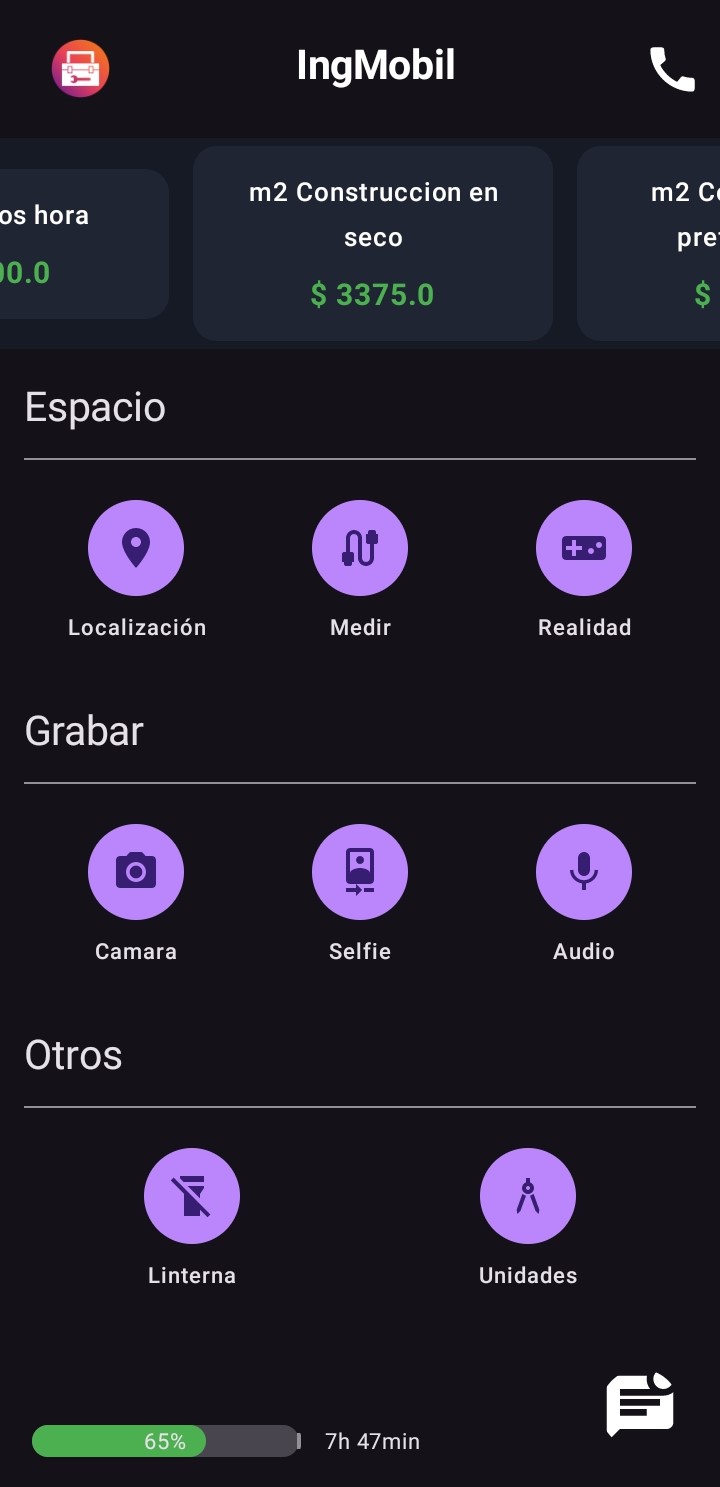 IngMobil
os hora
00.0
m2 Construccion en
seco
$ 3375.0
m2 Co
pref
$
Espacio
Localización
Medir
Realidad
Grabar
Camara
Selfie
Audio
Otros
Linterna
Unidades
65%
7h 47min